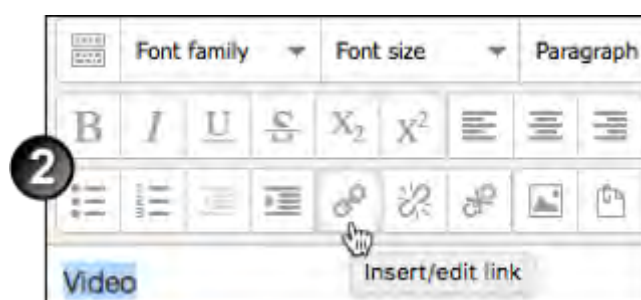 Font family Font size Paragraph
B I U S X₂ X²
2
Insert/edit link
Video